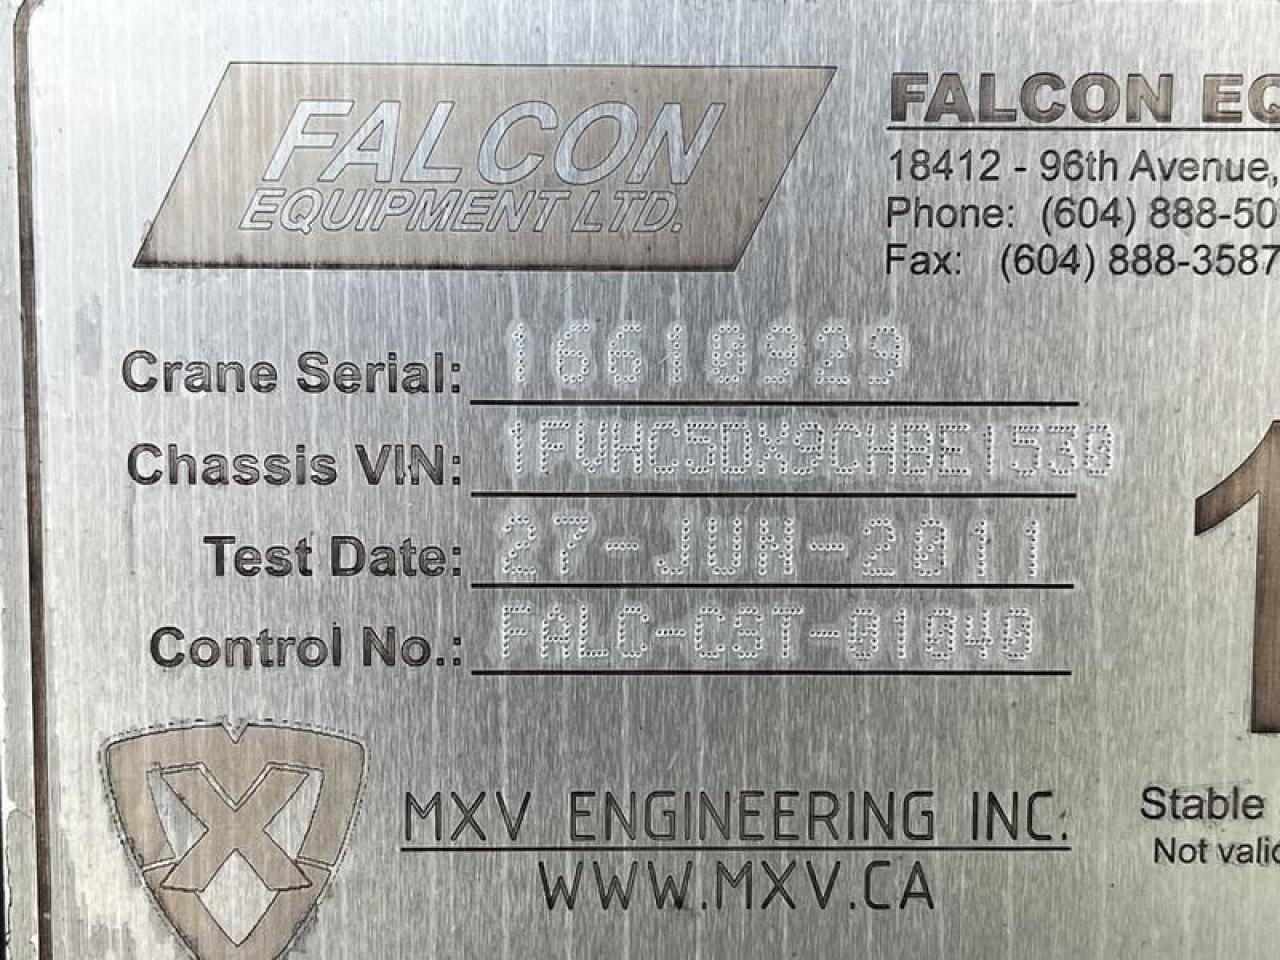 FALCON
EQUIPMENT LTD.
FALCON EQ
18412 - 96th Avenue,
Phone: (604) 888-50
Fax: (604) 888-3587
Crane Serial: 16610929
Chassis VIN: 1FVHC5DX9CHBE1530
Test Date: 27-JUN-2011
Control No.: FALC-CST-01040
1
MXV ENGINEERING INC.
WWW.MXV.CA
Stable
Not valid